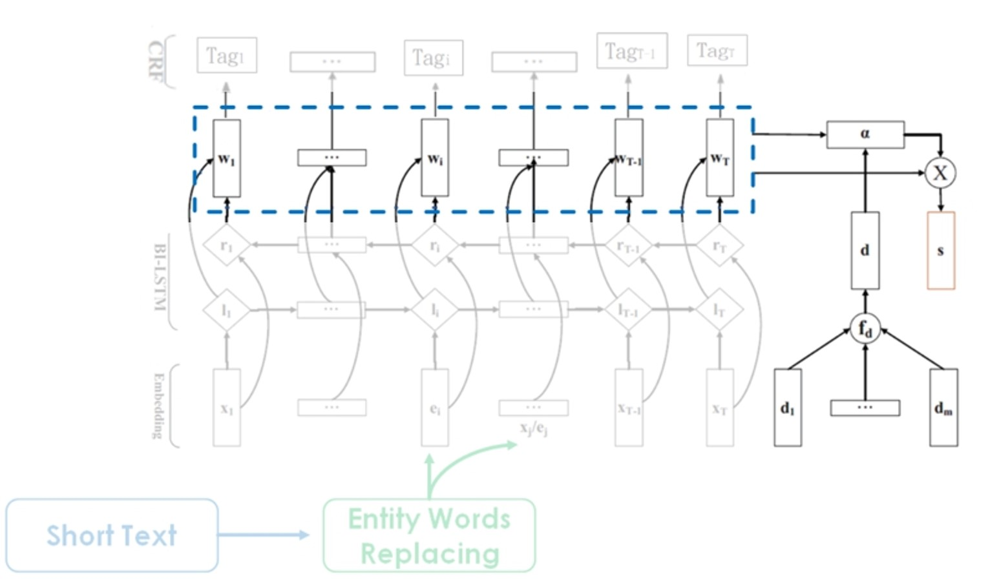 CRF
Tag1
...
Tagi
...
TagT-1
TagT
w1
...
wi
...
wT-1
wT
α
X
BI-LSTM
r1
...
ri
...
rT-1
rT
d
s
l1
...
li
...
lT-1
lT
fd
Embedding
x1
...
ei
...
xj/ej
xT-1
xT
d1
...
dm
Short Text
Entity Words
Replacing